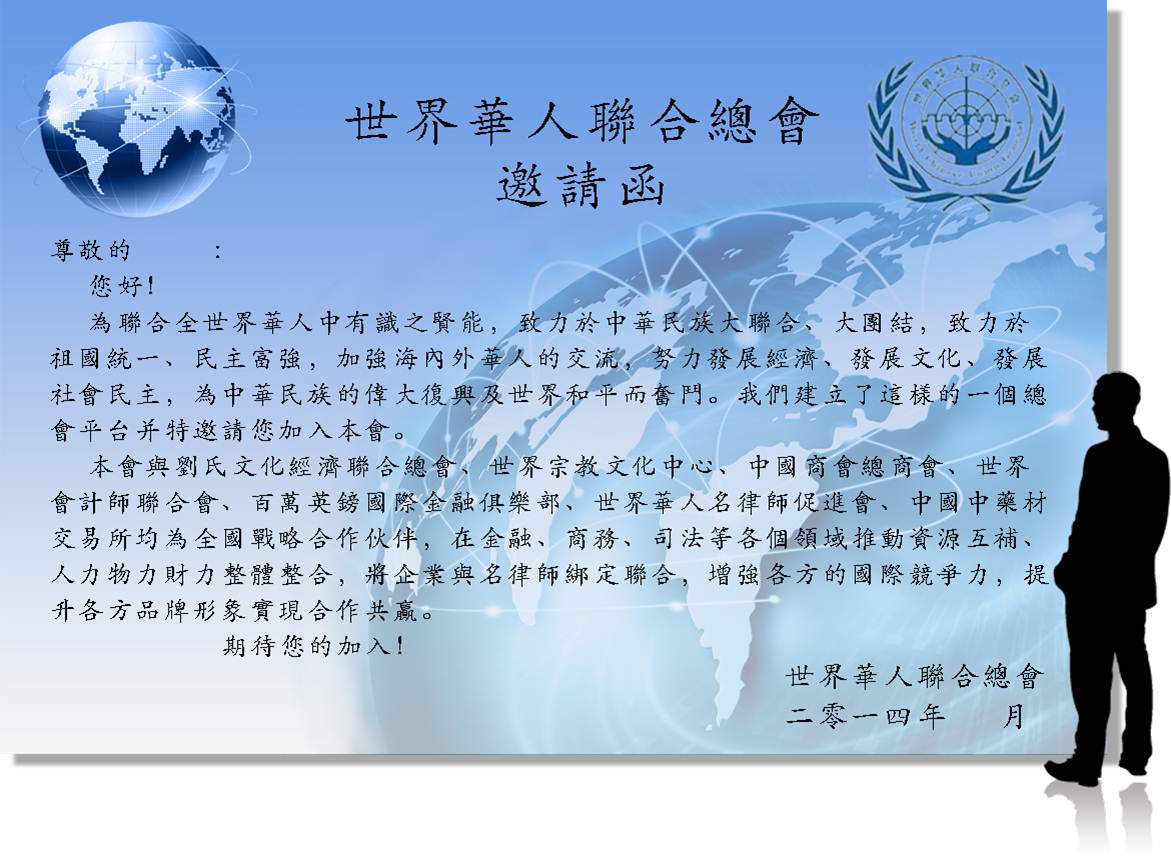 世界華人聯合總會
邀請函
尊敬的　　：
您好！
為聯合全世界華人中有識之賢能，致力於中華民族大聯合、大團結，致力於
祖國統一、民主富強，加強海內外華人的交流，努力發展經濟、發展文化、發展
社會民主，為中華民族的偉大復興及世界和平而奮鬥。我們建立了這樣的一個總
會平台并特邀請您加入本會。
本會與劉氏文化經濟聯合總會、世界宗教文化中心、中國商會總商會、世界
會計師聯合會、百萬英鎊國際金融俱樂部、世界華人名律師促進會、中國中藥材
交易所均為全國戰略合作伙伴，在金融、商務、司法等各個領域推動資源互補、
人力物力財力整體整合，將企業與名律師綁定聯合，增強各方的國際競爭力，提
升各方品牌形象實現合作共贏。
期待您的加入！
世界華人聯合總會
二零一四年　　月